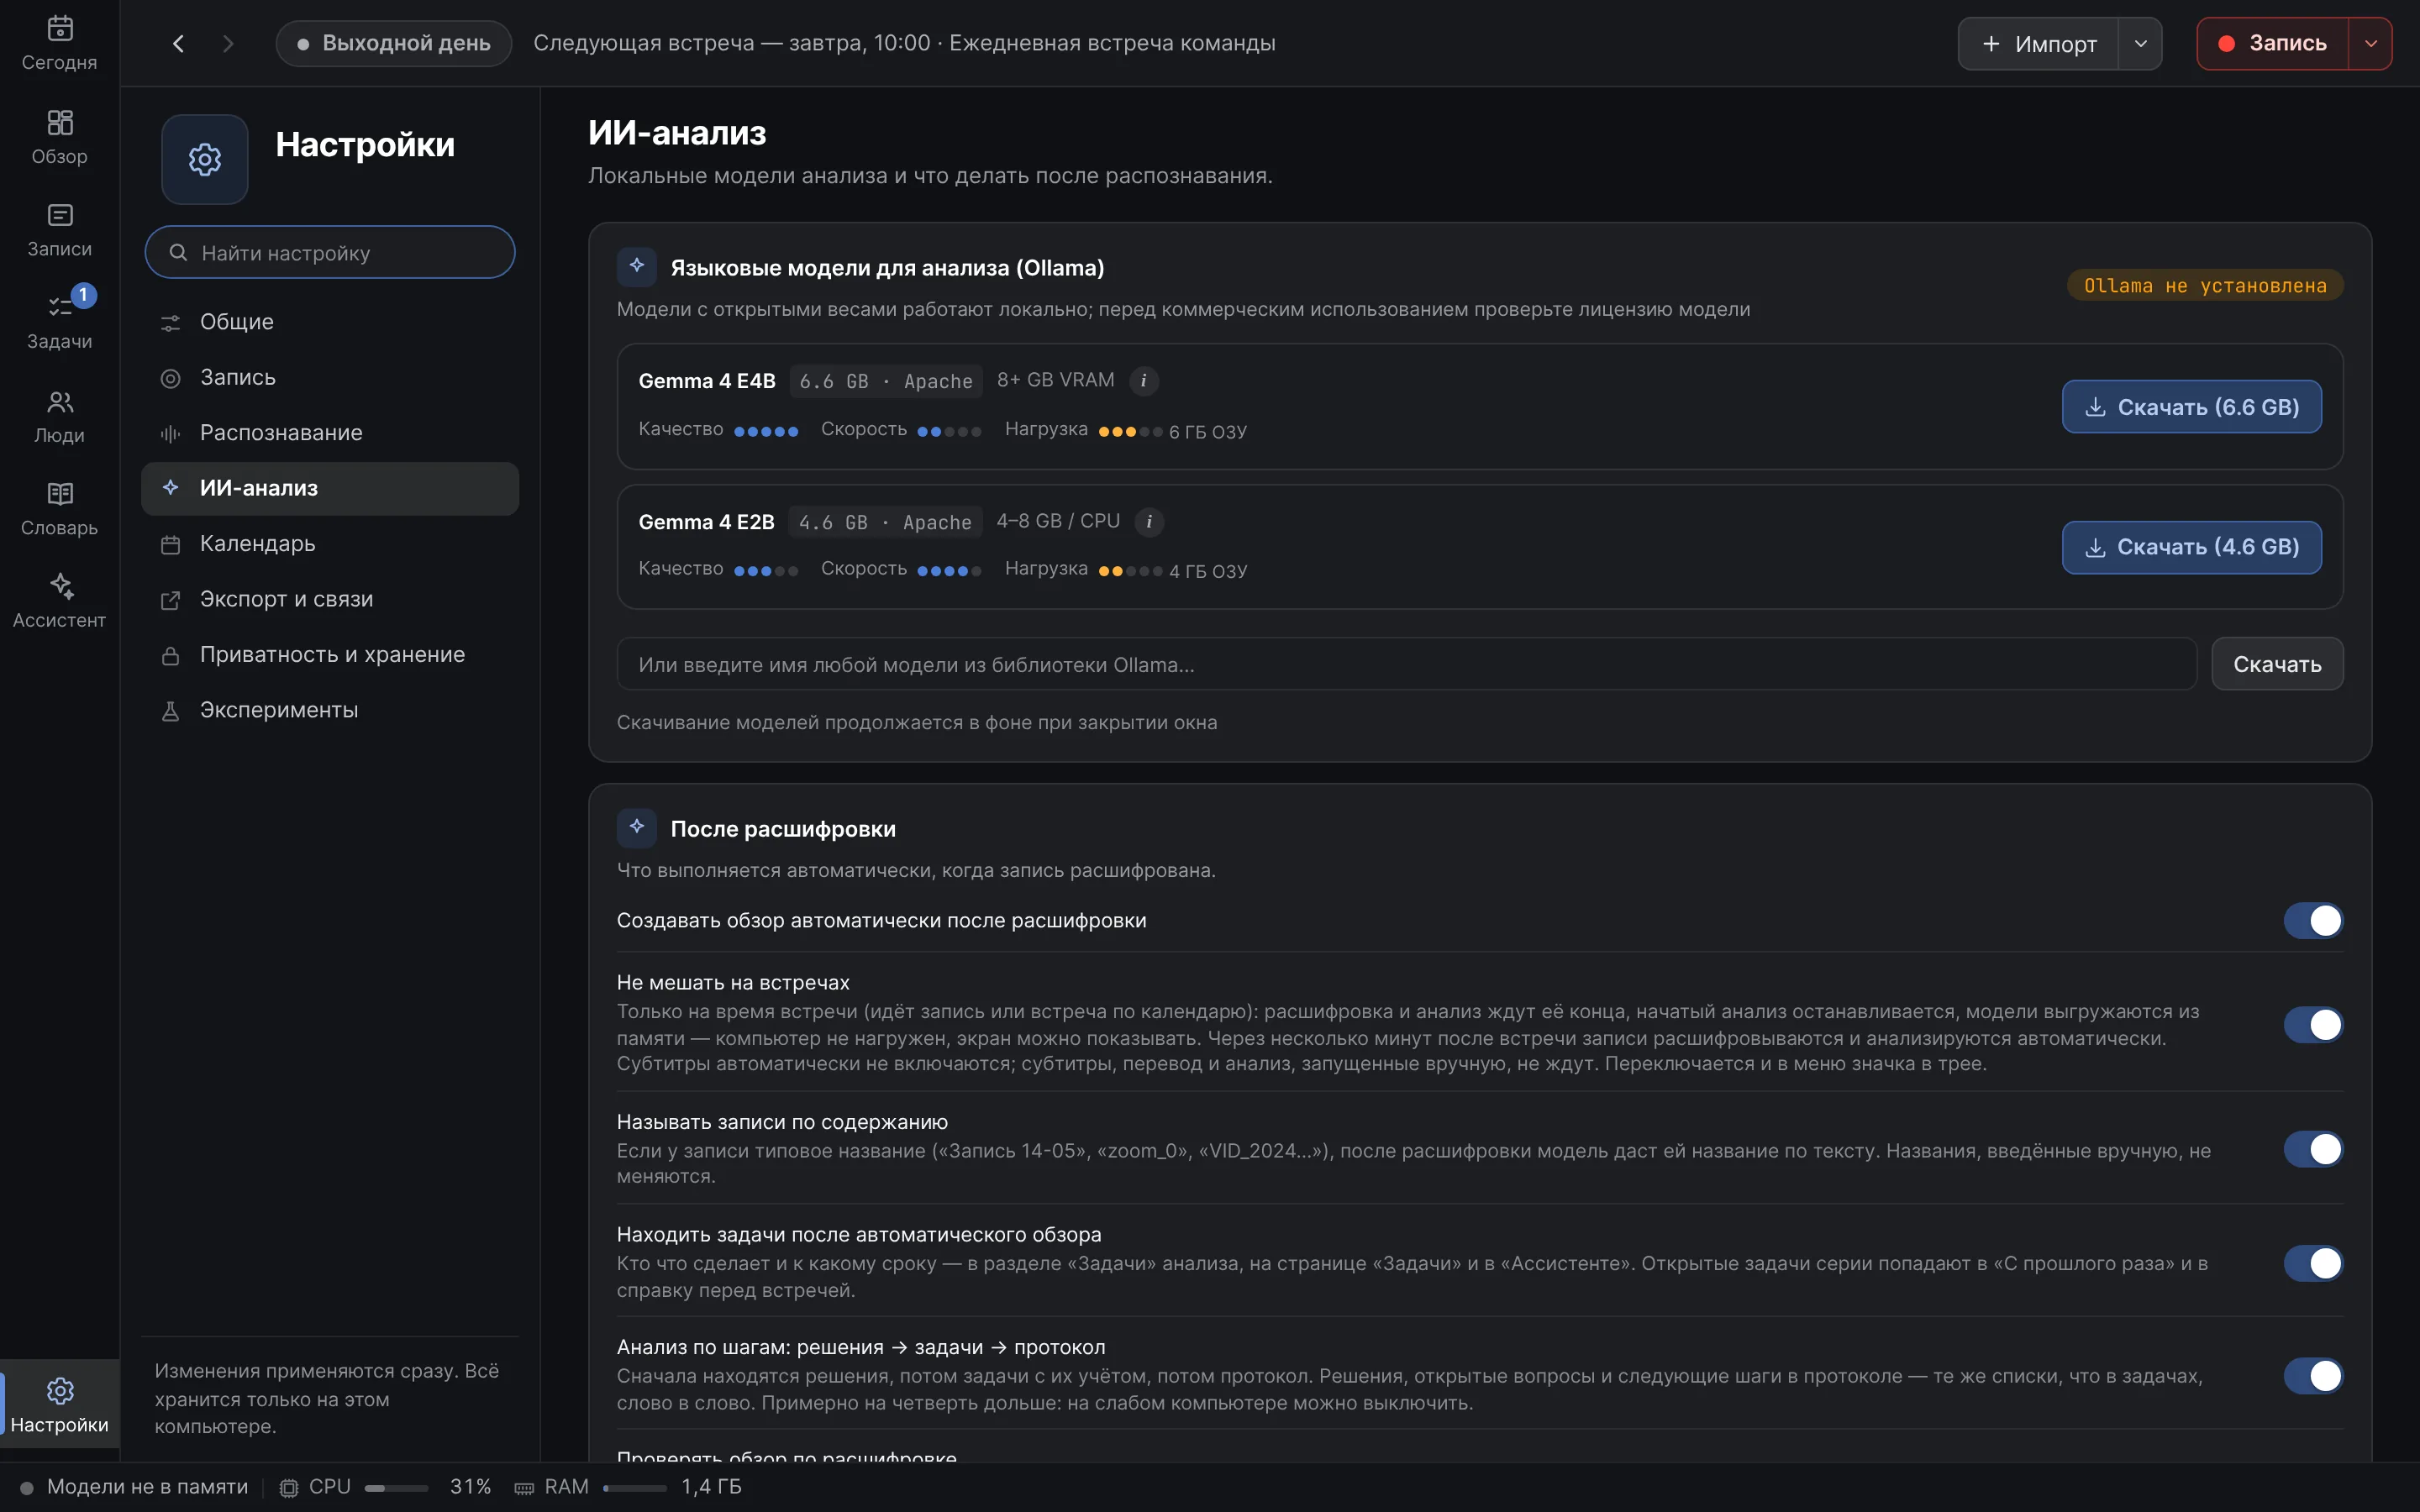 Сегодня
Обзор
Записи
1
Задачи
Люди
Словарь
Ассистент
Настройки
Выходной день
Следующая встреча — завтра, 10:00 · Ежедневная встреча команды
Импорт
Запись
Настройки
Найти настройку
Общие
Запись
Распознавание
ИИ-анализ
Календарь
Экспорт и связи
Приватность и хранение
Эксперименты
Изменения применяются сразу. Всё
хранится только на этом
компьютере.
ИИ-анализ
Локальные модели анализа и что делать после распознавания.
Языковые модели для анализа (Ollama)
Модели с открытыми весами работают локально; перед коммерческим использованием проверьте лицензию модели
Ollama не установлена
Gemma 4 E4B 6.6 GB · Apache 8+ GB VRAM i
Качество Скорость Нагрузка 6 ГБ ОЗУ
Скачать (6.6 GB)
Gemma 4 E2B 4.6 GB · Apache 4–8 GB / CPU i
Качество Скорость Нагрузка 4 ГБ ОЗУ
Скачать (4.6 GB)
Или введите имя любой модели из библиотеки Ollama...
Скачать
Скачивание моделей продолжается в фоне при закрытии окна
После расшифровки
Что выполняется автоматически, когда запись расшифрована.
Создавать обзор автоматически после расшифровки
Не мешать на встречах
Только на время встречи (идёт запись или встреча по календарю): расшифровка и анализ ждут её конца, начатый анализ останавливается, модели выгружаются из
памяти — компьютер не нагружен, экран можно показывать. Через несколько минут после встречи записи расшифровываются и анализируются автоматически.
Субтитры автоматически не включаются; субтитры, перевод и анализ, запущенные вручную, не ждут. Переключается и в меню значка в трее.
Называть записи по содержанию
Если у записи типовое название («Запись 14-05», «zoom_0», «VID_2024...»), после расшифровки модель даст ей название по тексту. Названия, введённые вручную, не
меняются.
Находить задачи после автоматического обзора
Кто что сделает и к какому сроку — в разделе «Задачи» анализа, на странице «Задачи» и в «Ассистенте». Открытые задачи серии попадают в «С прошлого раза» и в
справку перед встречей.
Анализ по шагам: решения → задачи → протокол
Сначала находятся решения, потом задачи с их учётом, потом протокол. Решения, открытые вопросы и следующие шаги в протоколе — те же списки, что в задачах,
слово в слово. Примерно на четверть дольше: на слабом компьютере можно выключить.
Проверять обзор по расшифровке
Модели не в памяти CPU 31% RAM 1,4 ГБ